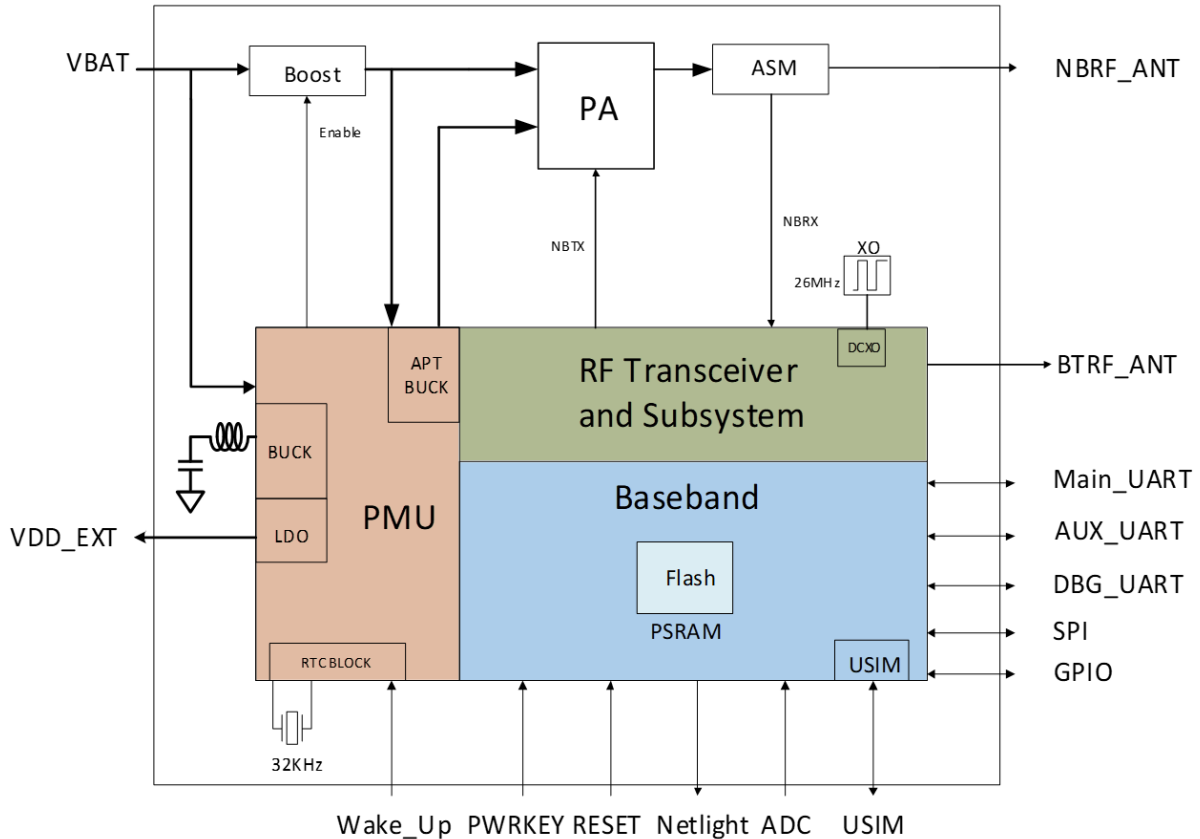 VBAT
Boost
PA
ASM
NBRF_ANT
Enable
NBTX
NBRX
XO
26MHz
APT
BUCK
RF Transceiver
and Subsystem
DCXO
BTRF_ANT
BUCK
PMU
Baseband
Main_UART
LDO
VDD_EXT
AUX_UART
Flash
DBG_UART
PSRAM
SPI
RTC BLOCK
USIM
GPIO
32KHz
Wake_Up
PWRKEY
RESET
Netlight
ADC
USIM